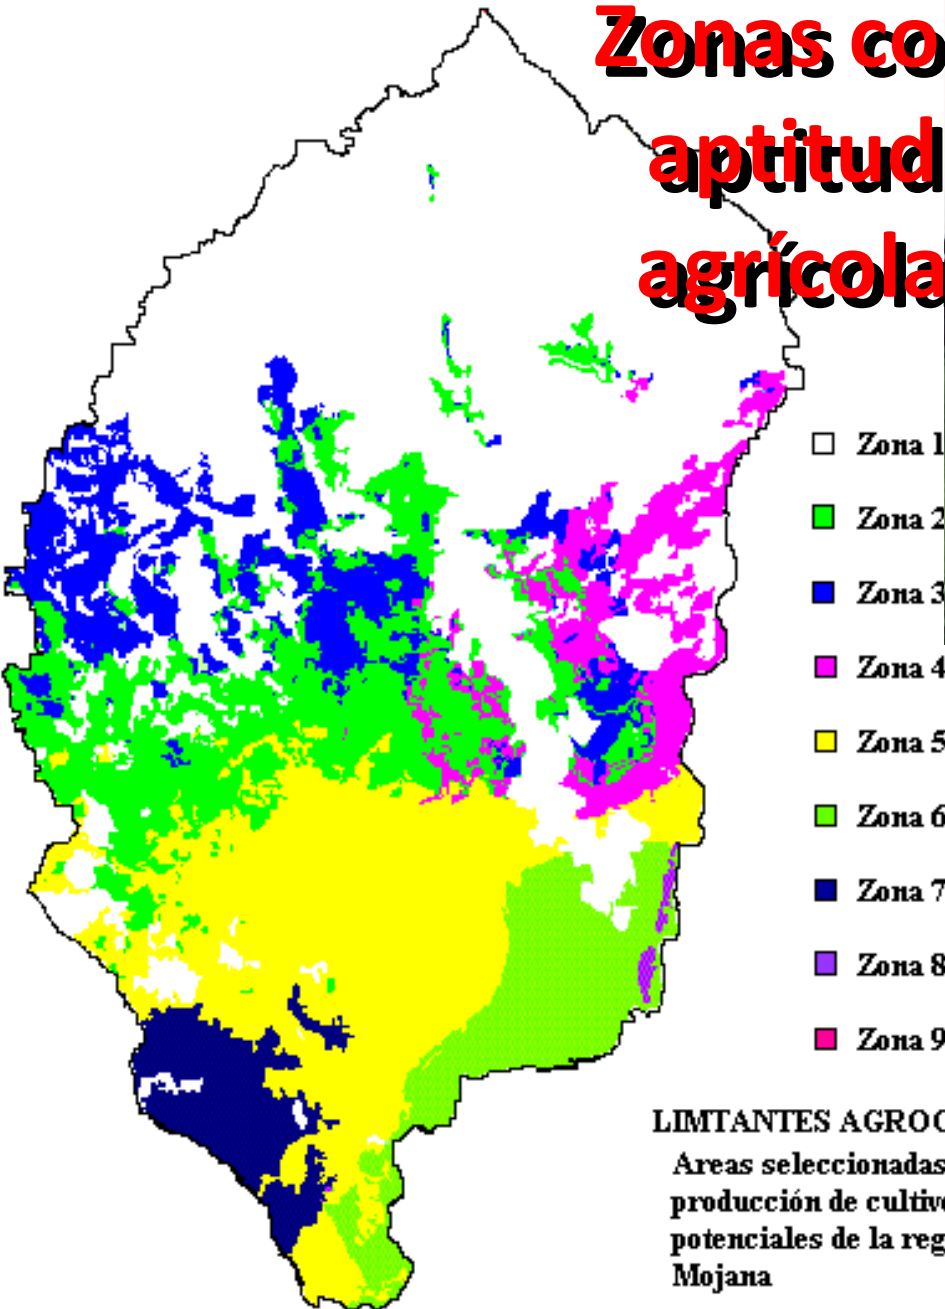 Zonas co
aptitud
agrícola
Zona 1
Zona 2
Zona 3
Zona 4
Zona 5
Zona 6
Zona 7
Zona 8
Zona 9
LIMTANTES AGROC
Areas seleccionadas
producción de cultivo
potenciales de la reg
Mojana